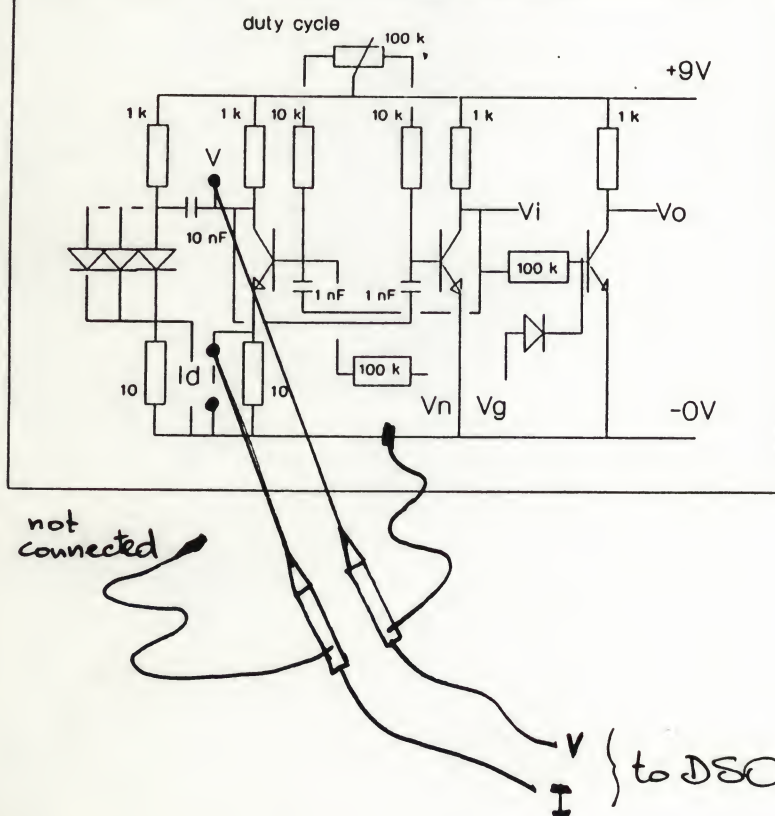 duty cycle
100 k
+9V
1 k
1 k
10 k
10 k
1 k
1 k
V
Vi
Vo
10 nF
100 k
1 nF
1 nF
100 k
10
Id
I
10
Vn
Vg
-0V
not
connected
V
I
to DSO